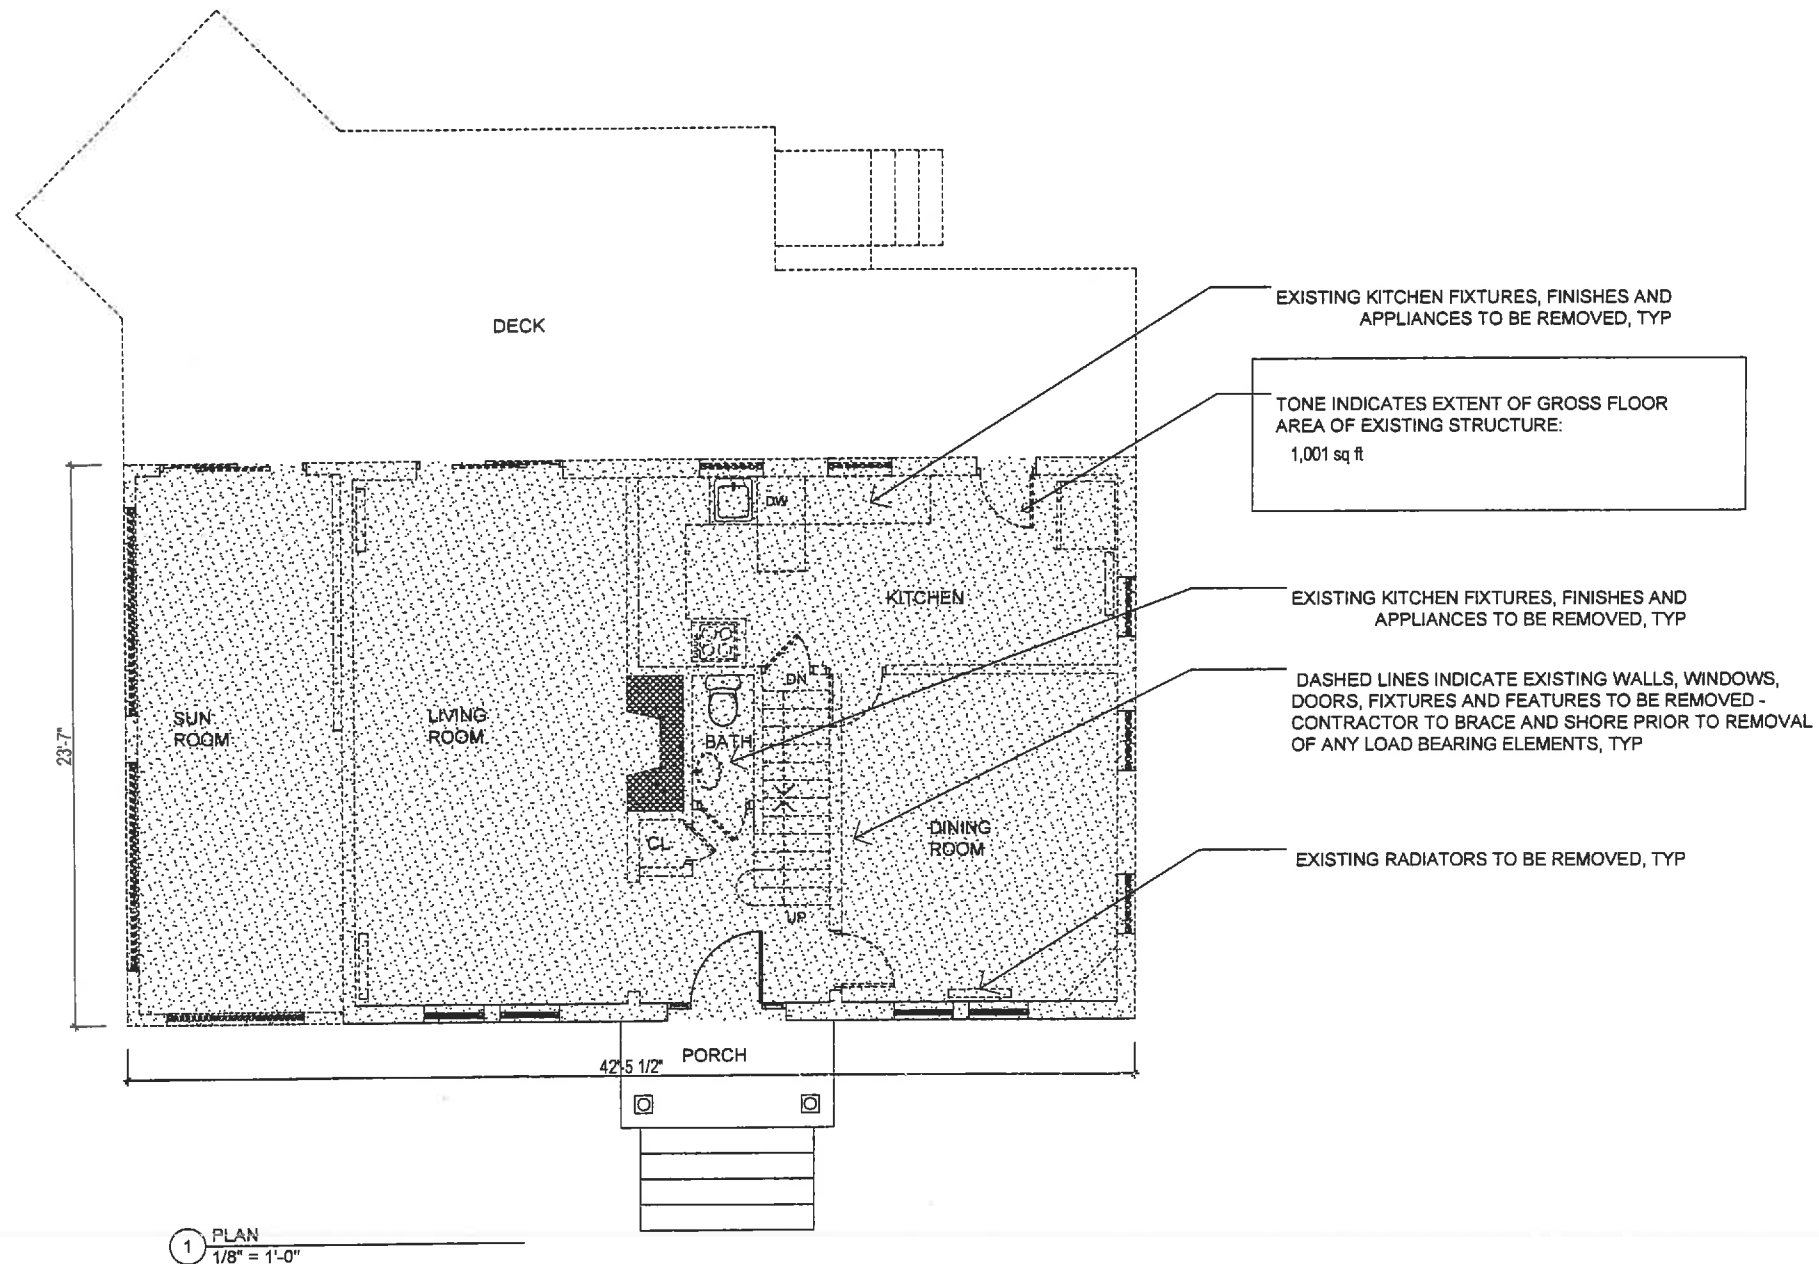 DECK
EXISTING KITCHEN FIXTURES, FINISHES AND
APPLIANCES TO BE REMOVED, TYP
TONE INDICATES EXTENT OF GROSS FLOOR
AREA OF EXISTING STRUCTURE:
1,001 sq ft
DW
KITCHEN
EXISTING KITCHEN FIXTURES, FINISHES AND
APPLIANCES TO BE REMOVED, TYP
DN
DASHED LINES INDICATE EXISTING WALLS, WINDOWS,
DOORS, FIXTURES AND FEATURES TO BE REMOVED -
CONTRACTOR TO BRACE AND SHORE PRIOR TO REMOVAL
OF ANY LOAD BEARING ELEMENTS, TYP
SUN
ROOM
LIVING
ROOM
BATH
23'-7"
CL
DINING
ROOM
EXISTING RADIATORS TO BE REMOVED, TYP
UP
PORCH
42'-5 1/2"
1
PLAN
1/8" = 1'-0"